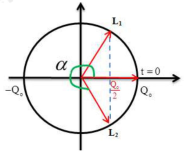 L₁
α
t = 0
−Q₀
Q₀/2
Q₀
L₂